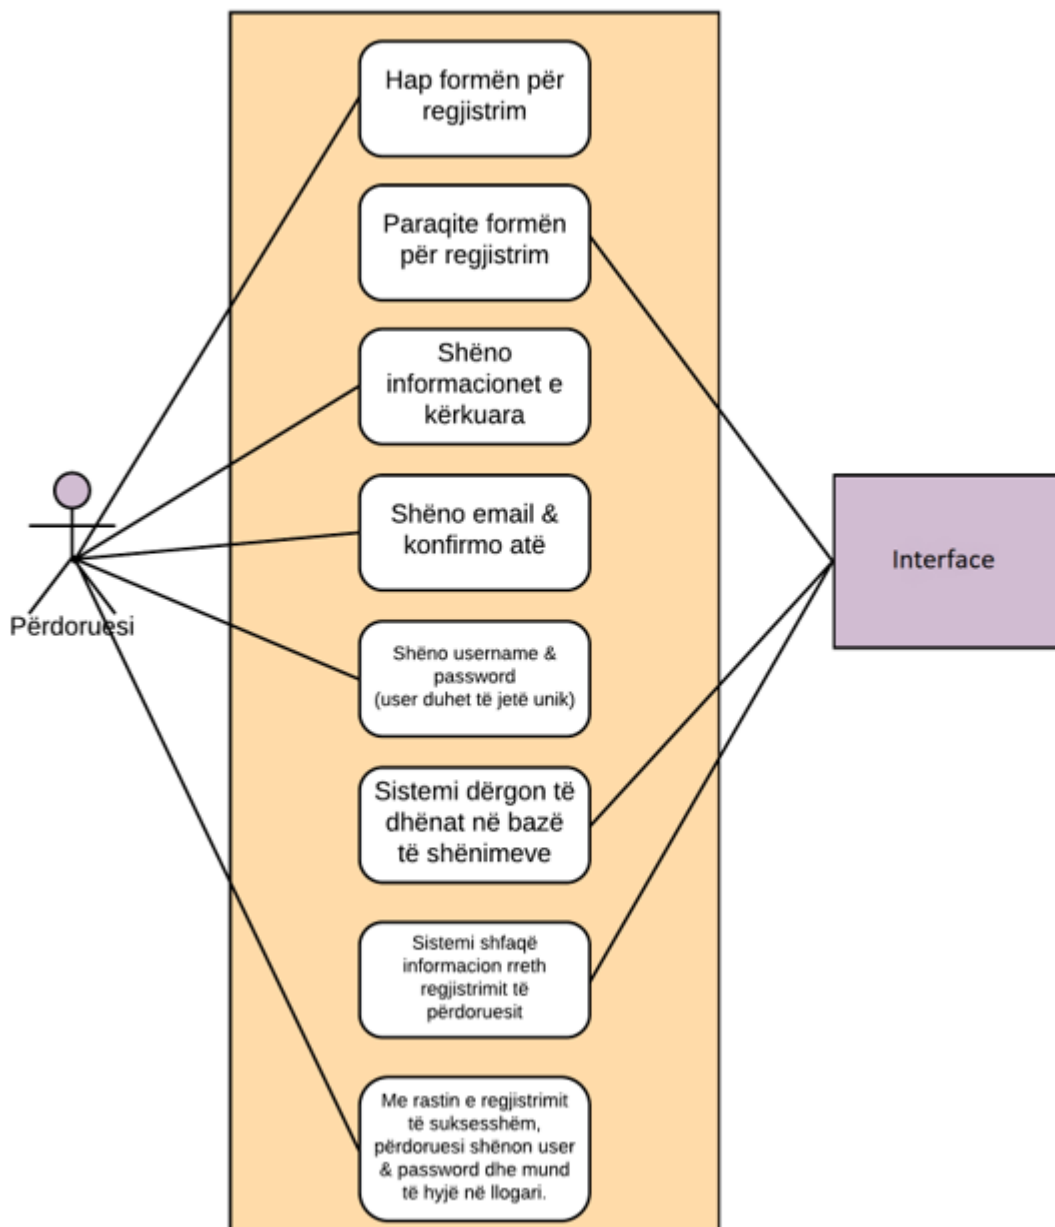 Hap formën për
regjistrim
Paraqite formën
për regjistrim
Shëno
informacionet e
kërkuara
Shëno email &
konfirmo atë
Interface
Përdoruesi
Shëno username &
password
(user duhet të jetë unik)
Sistemi dërgon të
dhënat në bazë
të shënimeve
Sistemi shfaqë
informacion rreth
regjistrimit të
përdoruesit
Me rastin e regjistrimit
të suksesshëm,
përdoruesi shënon user
& password dhe mund
të hyjë në llogari.